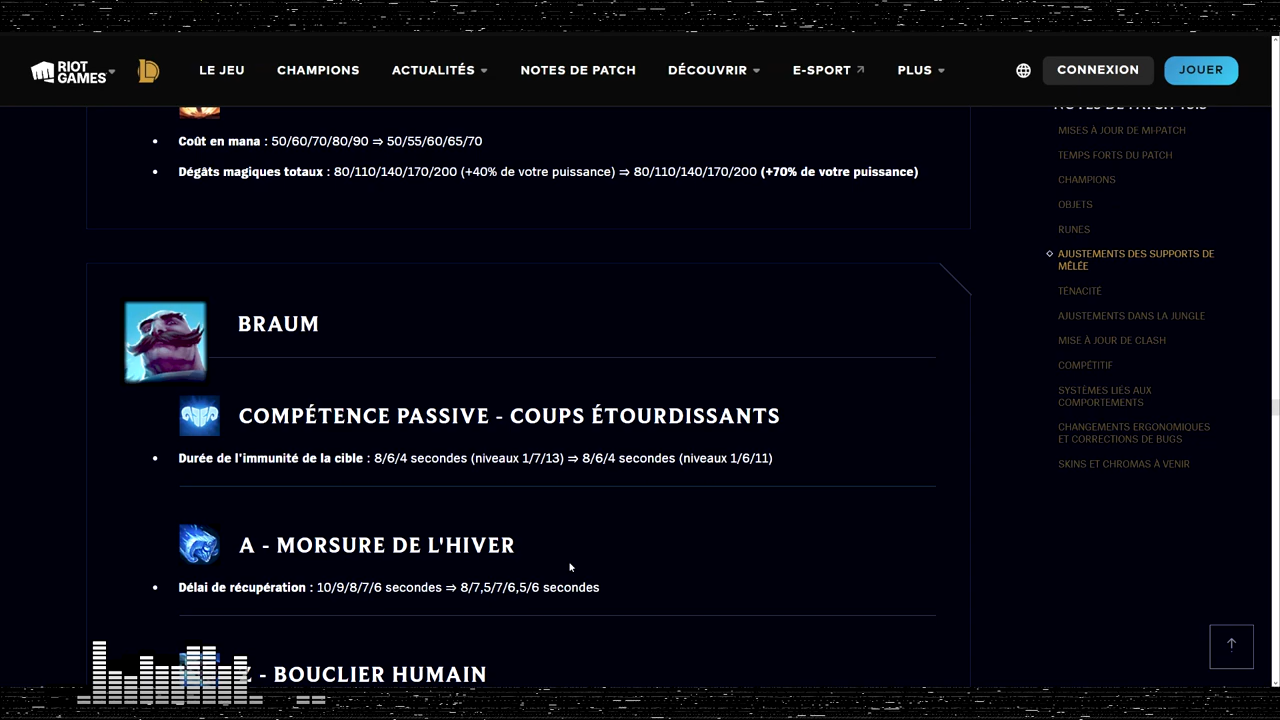 RIOT GAMES
LE JEU
CHAMPIONS
ACTUALITÉS
NOTES DE PATCH
DÉCOUVRIR
E-SPORT
PLUS
CONNEXION
JOUER
Coût en mana : 50/60/70/80/90 ⇒ 50/55/60/65/70
Dégâts magiques totaux : 80/110/140/170/200 (+40% de votre puissance) ⇒ 80/110/140/170/200 (+70% de votre puissance)
BRAUM
COMPÉTENCE PASSIVE - COUPS ÉTOURDISSANTS
Durée de l'immunité de la cible : 8/6/4 secondes (niveaux 1/7/13) ⇒ 8/6/4 secondes (niveaux 1/6/11)
A - MORSURE DE L'HIVER
Délai de récupération : 10/9/8/7/6 secondes ⇒ 8/7,5/7/6,5/6 secondes
Z - BOUCLIER HUMAIN
MISES À JOUR DE MI-PATCH
TEMPS FORTS DU PATCH
CHAMPIONS
OBJETS
RUNES
AJUSTEMENTS DES SUPPORTS DE
MÊLÉE
TÉNACITÉ
AJUSTEMENTS DANS LA JUNGLE
MISE À JOUR DE CLASH
COMPÉTITIF
SYSTÈMES LIÉS AUX
COMPORTEMENTS
CHANGEMENTS ERGONOMIQUES
ET CORRECTIONS DE BUGS
SKINS ET CHROMAS À VENIR